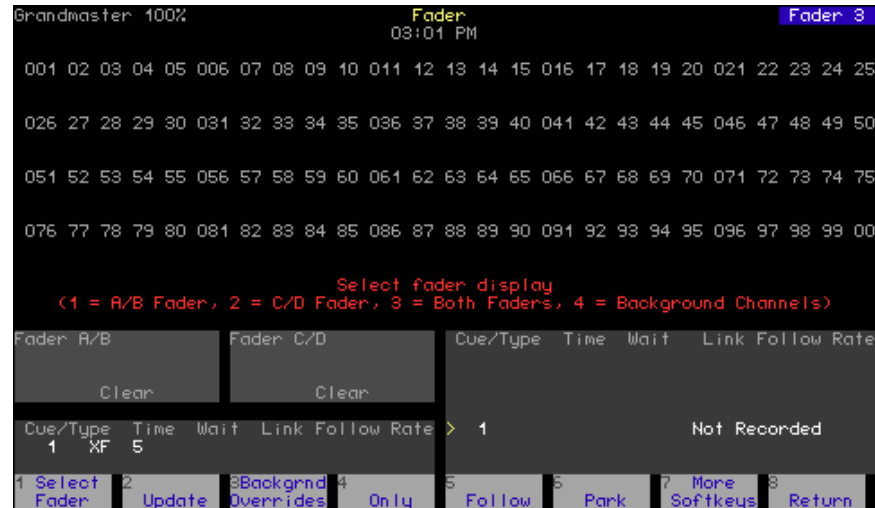 Grandmaster 100% Fader Fader 3
03:01 PM
001 02 03 04 05 006 07 08 09 10 011 12 13 14 15 016 17 18 19 20 021 22 23 24 25
026 27 28 29 30 031 32 33 34 35 036 37 38 39 40 041 42 43 44 45 046 47 48 49 50
051 52 53 54 55 056 57 58 59 60 061 62 63 64 65 066 67 68 69 70 071 72 73 74 75
076 77 78 79 80 081 82 83 84 85 086 87 88 89 90 091 92 93 94 95 096 97 98 99 00
Select fader display
(1 = A/B Fader, 2 = C/D Fader, 3 = Both Faders, 4 = Background Channels)
Fader A/B Fader C/D Cue/Type Time Wait Link Follow Rate
Clear Clear
Cue/Type Time Wait Link Follow Rate > 1 Not Recorded
1 XF 5
1 Select 2 3Backgrnd 4 5 6 7 More 8
Fader Update Overrides Only Follow Park Softkeys Return